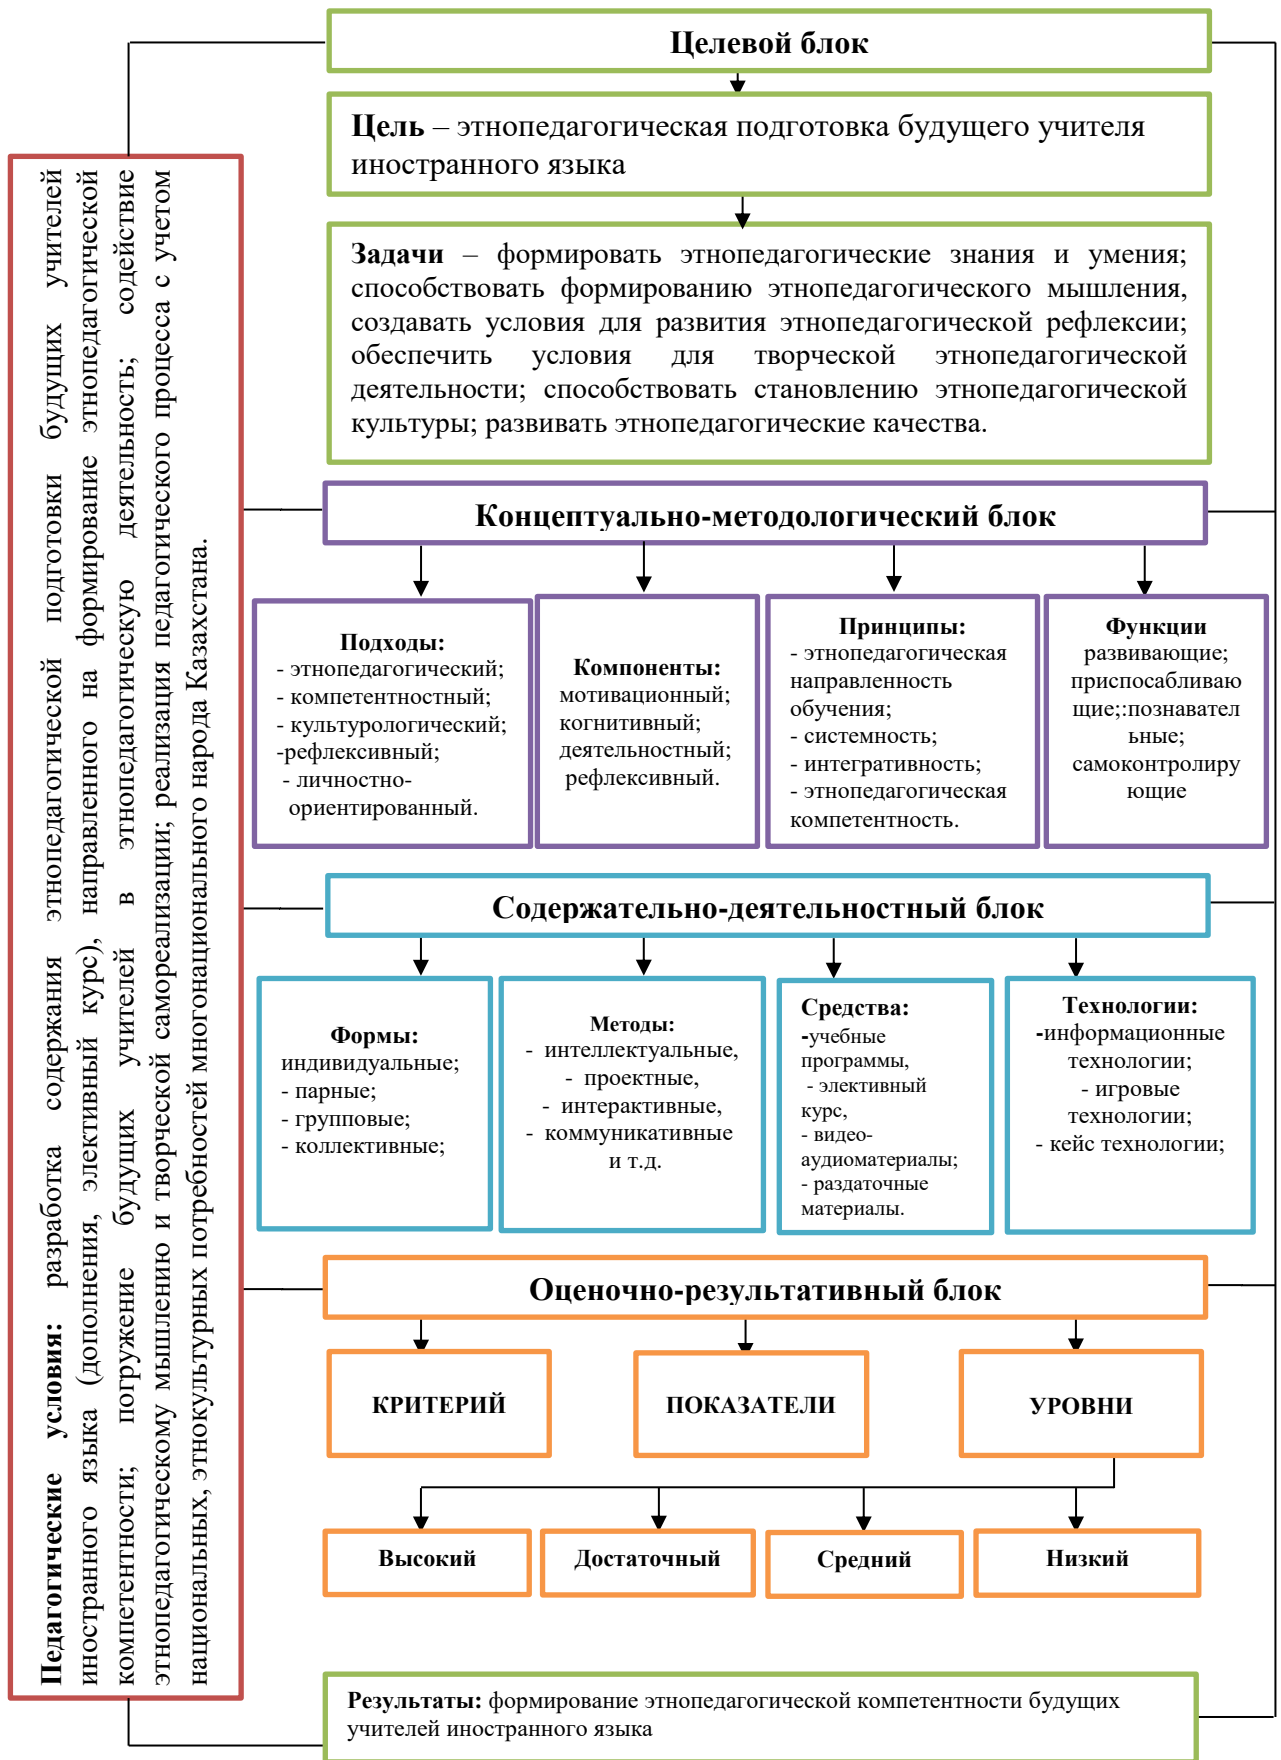 Целевой блок
Цель – этнопедагогическая подготовка будущего учителя
иностранного языка
Задачи – формировать этнопедагогические знания и умения;
способствовать формированию этнопедагогического мышления,
создавать условия для развития этнопедагогической рефлексии;
обеспечить условия для творческой этнопедагогической
деятельности; способствовать становлению этнопедагогической
культуры; развивать этнопедагогические качества.
Педагогические условия: разработка содержания этнопедагогической подготовки будущих учителей
иностранного языка (дополнения, элективный курс), направленного на формирование этнопедагогической
компетентности; погружение будущих учителей в этнопедагогическую деятельность; содействие
этнопедагогическому мышлению и творческой самореализации; реализация педагогического процесса с учетом
национальных, этнокультурных потребностей многонационального народа Казахстана.
Концептуально-методологический блок
Подходы:
- этнопедагогический;
- компетентностный;
- культурологический;
-рефлексивный;
- личностно-
ориентированный.
Компоненты:
мотивационный;
когнитивный;
деятельностный;
рефлексивный.
Принципы:
- этнопедагогическая
направленность
обучения;
- системность;
- интегративность;
- этнопедагогическая
компетентность.
Функции
развивающие;
приспосабливаю
щие;:познавател
ьные;
самоконтролиру
ющие
Содержательно-деятельностный блок
Формы:
индивидуальные;
- парные;
- групповые;
- коллективные;
Методы:
- интеллектуальные,
- проектные,
- интерактивные,
- коммуникативные
и т.д.
Средства:
-учебные
программы,
- элективный
курс,
- видео-
аудиоматериалы;
- раздаточные
материалы.
Технологии:
-информационные
технологии;
- игровые
технологии;
- кейс технологии;
Оценочно-результативный блок
КРИТЕРИЙ
ПОКАЗАТЕЛИ
УРОВНИ
Высокий
Достаточный
Средний
Низкий
Результаты: формирование этнопедагогической компетентности будущих
учителей иностранного языка